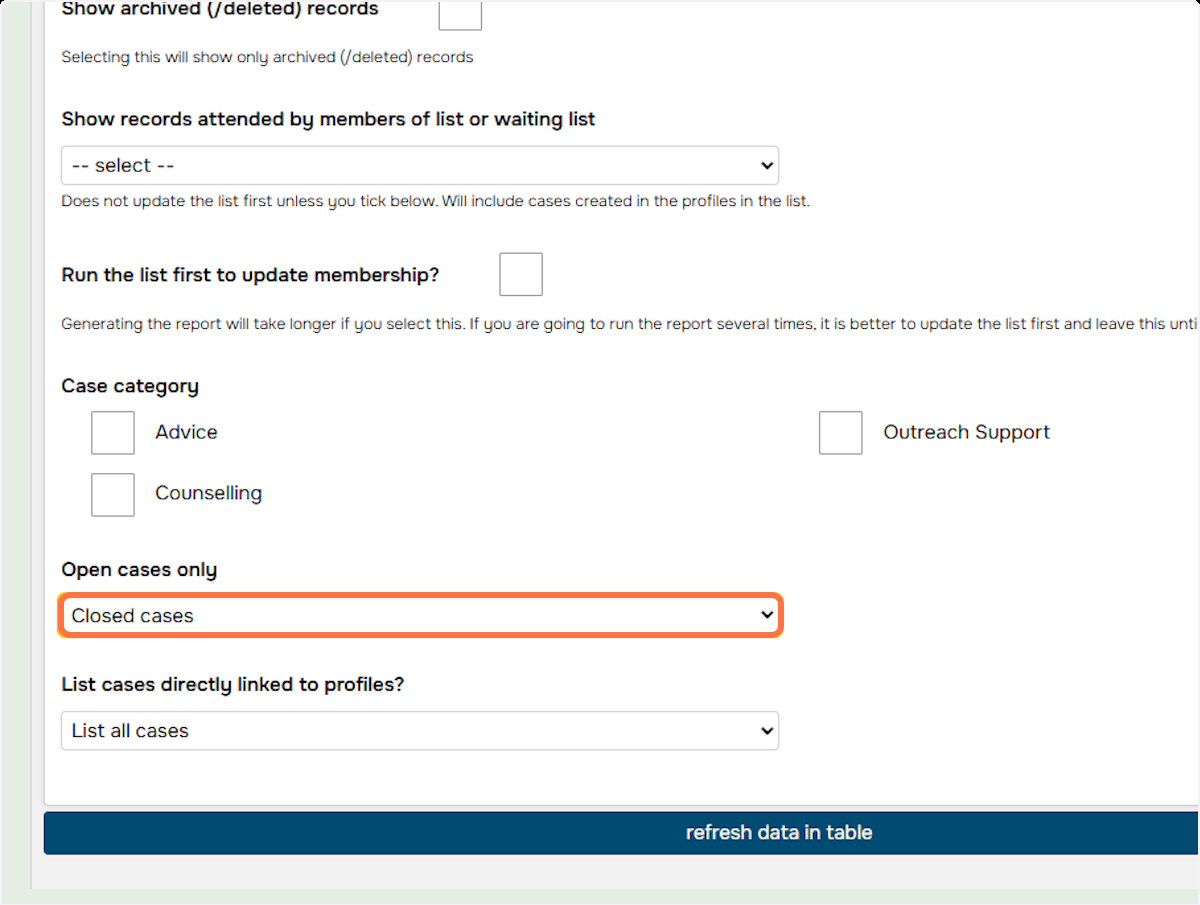 Show archived (/deleted) records
Selecting this will show only archived (/deleted) records
Show records attended by members of list or waiting list
-- select --
Does not update the list first unless you tick below. Will include cases created in the profiles in the list.
Run the list first to update membership?
Generating the report will take longer if you select this. If you are going to run the report several times, it is better to update the list first and leave this unti
Case category
Advice
Outreach Support
Counselling
Open cases only
Closed cases
List cases directly linked to profiles?
List all cases
refresh data in table